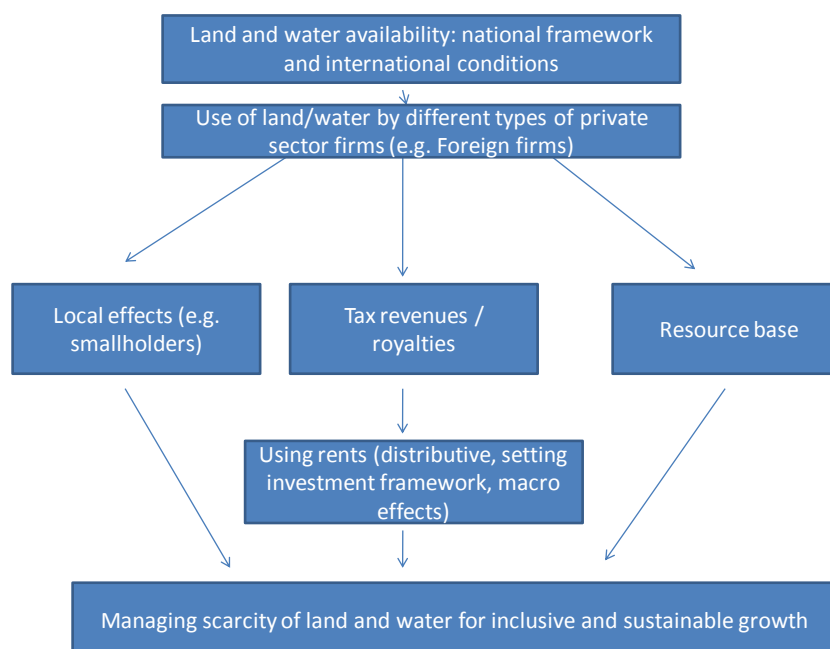 Land and water availability: national framework
and international conditions
Use of land/water by different types of private
sector firms (e.g. Foreign firms)
Local effects (e.g.
smallholders)
Tax revenues /
royalties
Resource base
Using rents (distributive, setting
investment framework, macro
effects)
Managing scarcity of land and water for inclusive and sustainable growth